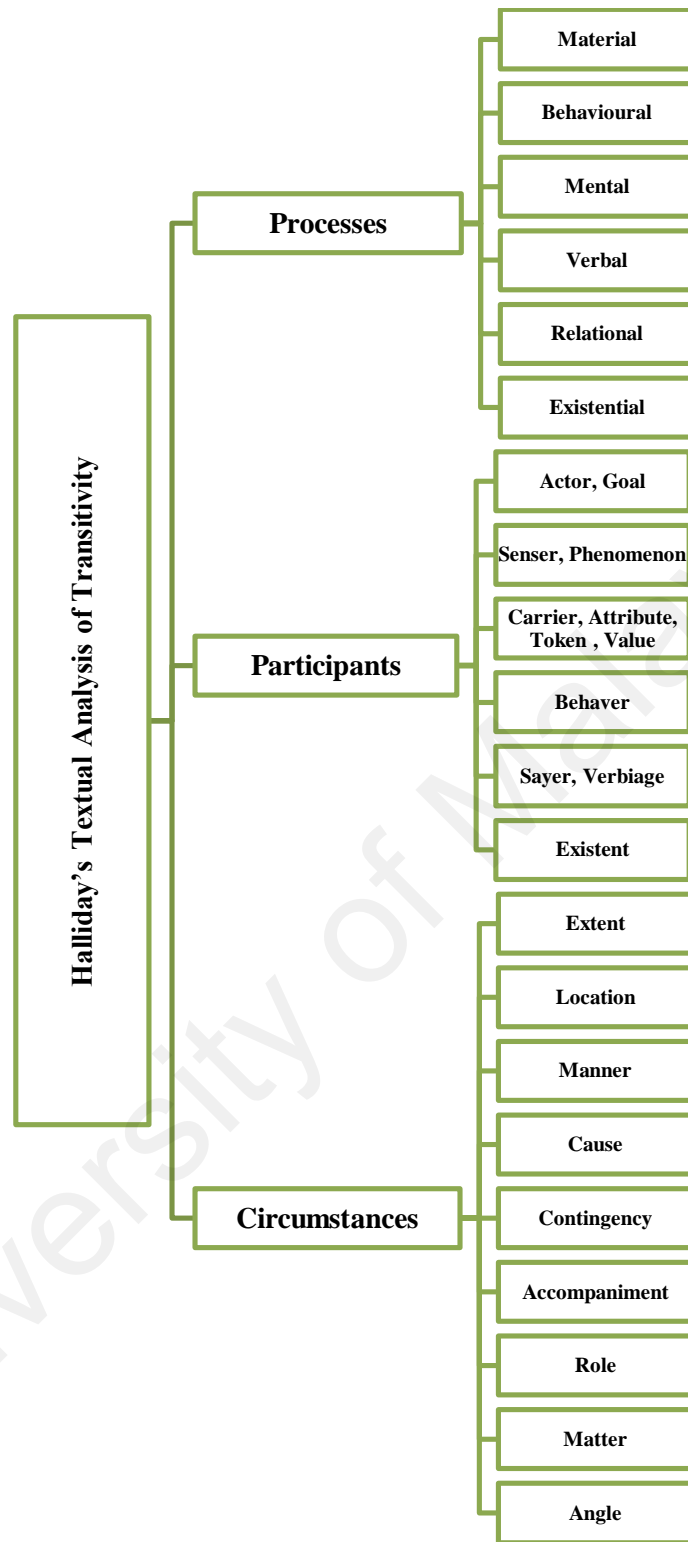 Halliday's Textual Analysis of Transitivity
Processes
Material
Behavioural
Mental
Verbal
Relational
Existential
Participants
Actor, Goal
Senser, Phenomenon
Carrier, Attribute,
Token , Value
Behaver
Sayer, Verbiage
Existent
Circumstances
Extent
Location
Manner
Cause
Contingency
Accompaniment
Role
Matter
Angle